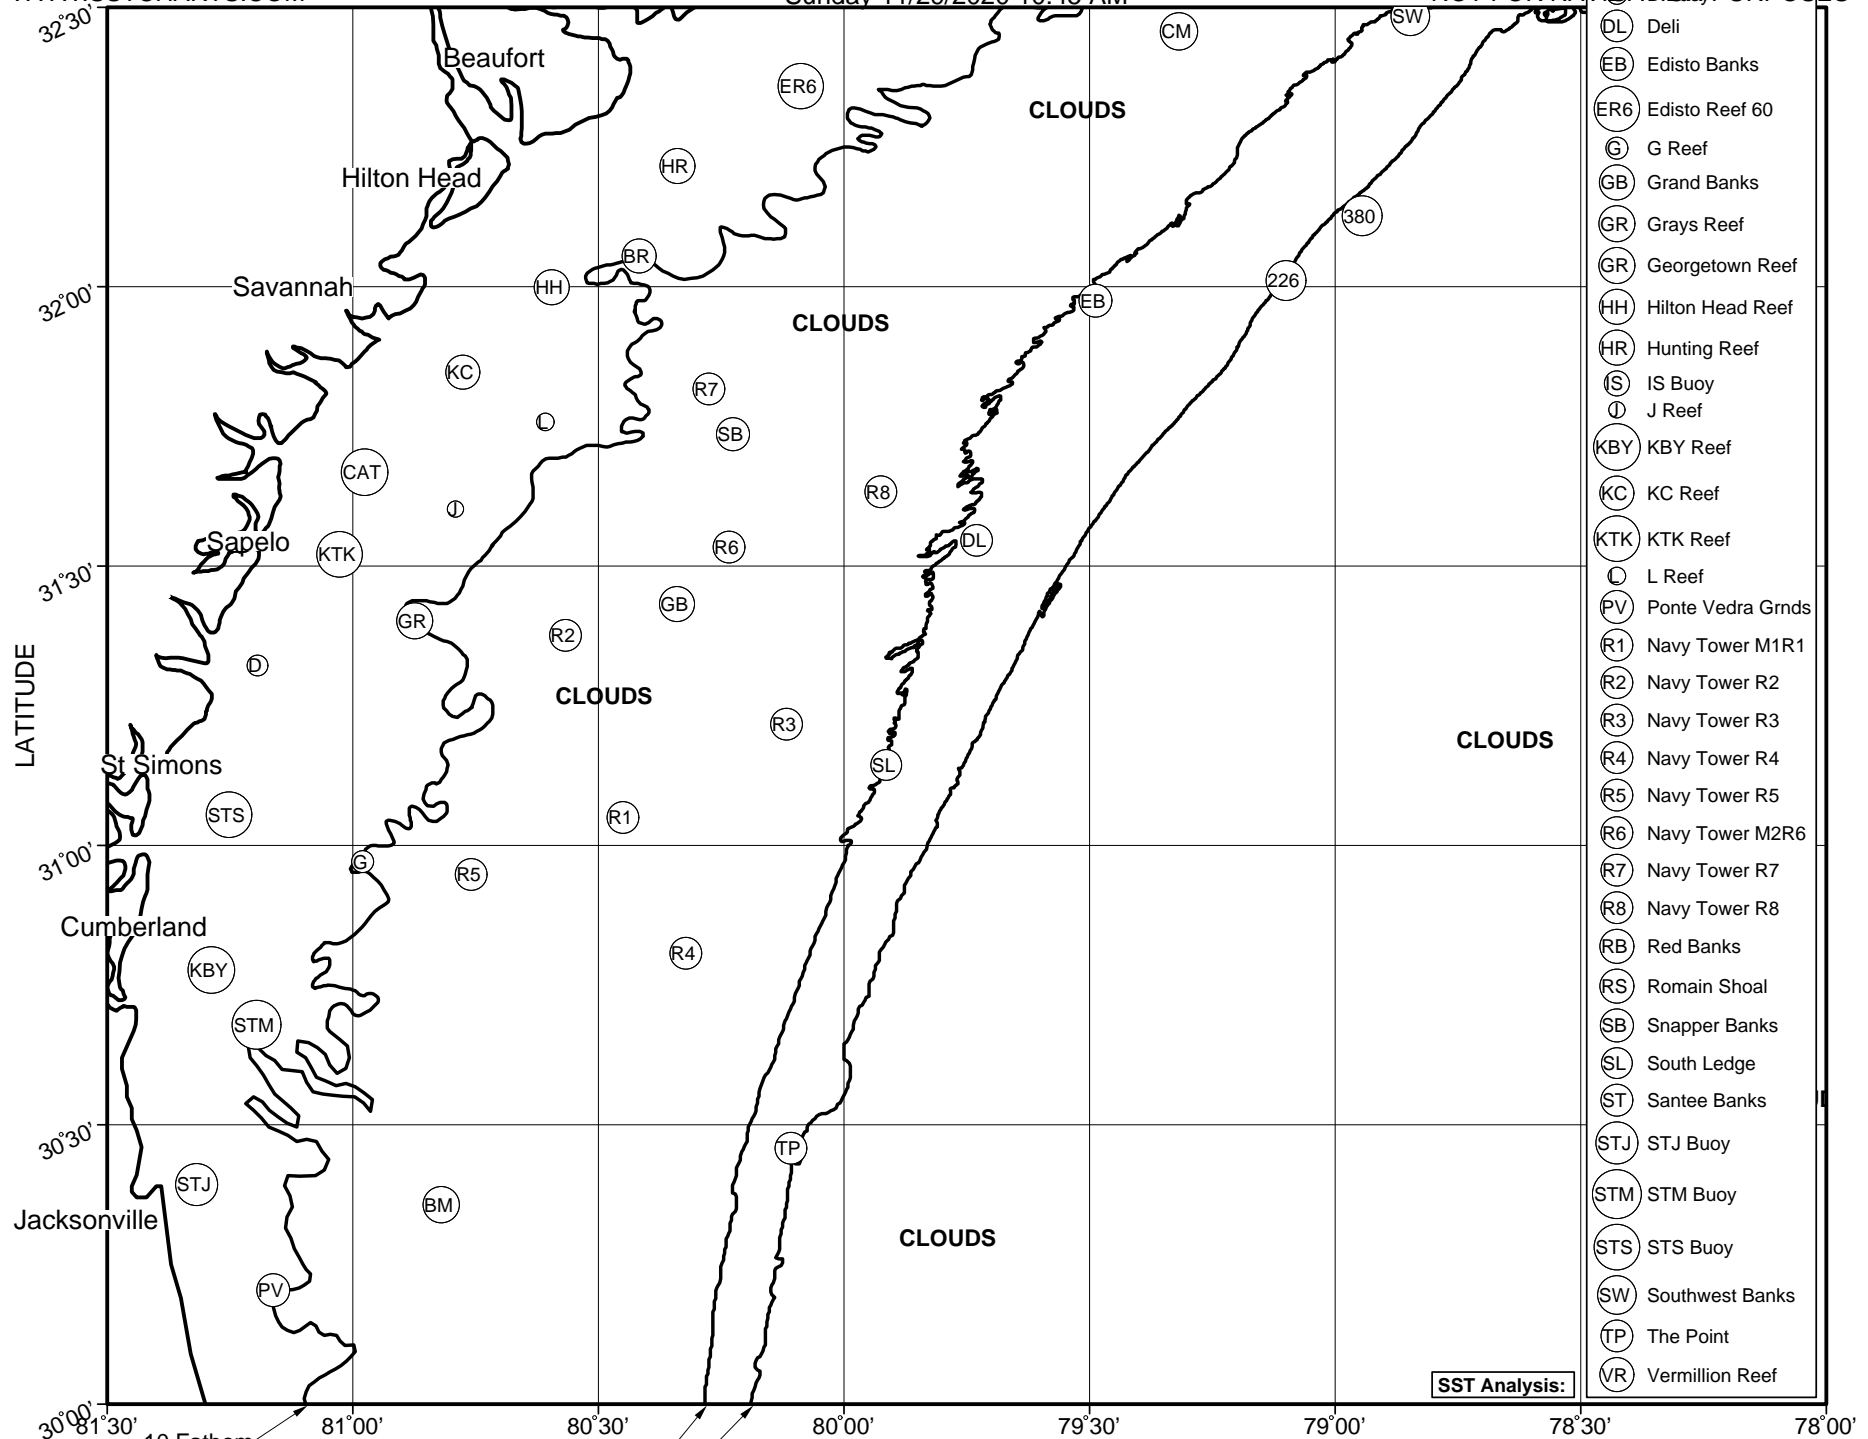 32°30'
Beaufort
ER6
CM
SW
CLOUDS
HR
Hilton Head
380
BR
226
32°00'
Savannah
HH
EB
CLOUDS
KC
R7
L
SB
CAT
R8
J
Sapelo
KTK
R6
DL
31°30'
GR
GB
R2
D
CLOUDS
R3
CLOUDS
LATITUDE
St Simons
SL
STS
R1
31°00'
G
R5
Cumberland
KBY
R4
STM
30°30'
TP
STJ
BM
Jacksonville
CLOUDS
PV
SST Analysis:
30°00'
81°30'
81°00'
80°30'
80°00'
79°30'
79°00'
78°30'
78°00'
DL Deli
EB Edisto Banks
ER6 Edisto Reef 60
G G Reef
GB Grand Banks
GR Grays Reef
GR Georgetown Reef
HH Hilton Head Reef
HR Hunting Reef
IS IS Buoy
J J Reef
KBY KBY Reef
KC KC Reef
KTK KTK Reef
L L Reef
PV Ponte Vedra Grnds
R1 Navy Tower M1R1
R2 Navy Tower R2
R3 Navy Tower R3
R4 Navy Tower R4
R5 Navy Tower R5
R6 Navy Tower M2R6
R7 Navy Tower R7
R8 Navy Tower R8
RB Red Banks
RS Romain Shoal
SB Snapper Banks
SL South Ledge
ST Santee Banks
STJ STJ Buoy
STM STM Buoy
STS STS Buoy
SW Southwest Banks
TP The Point
VR Vermillion Reef